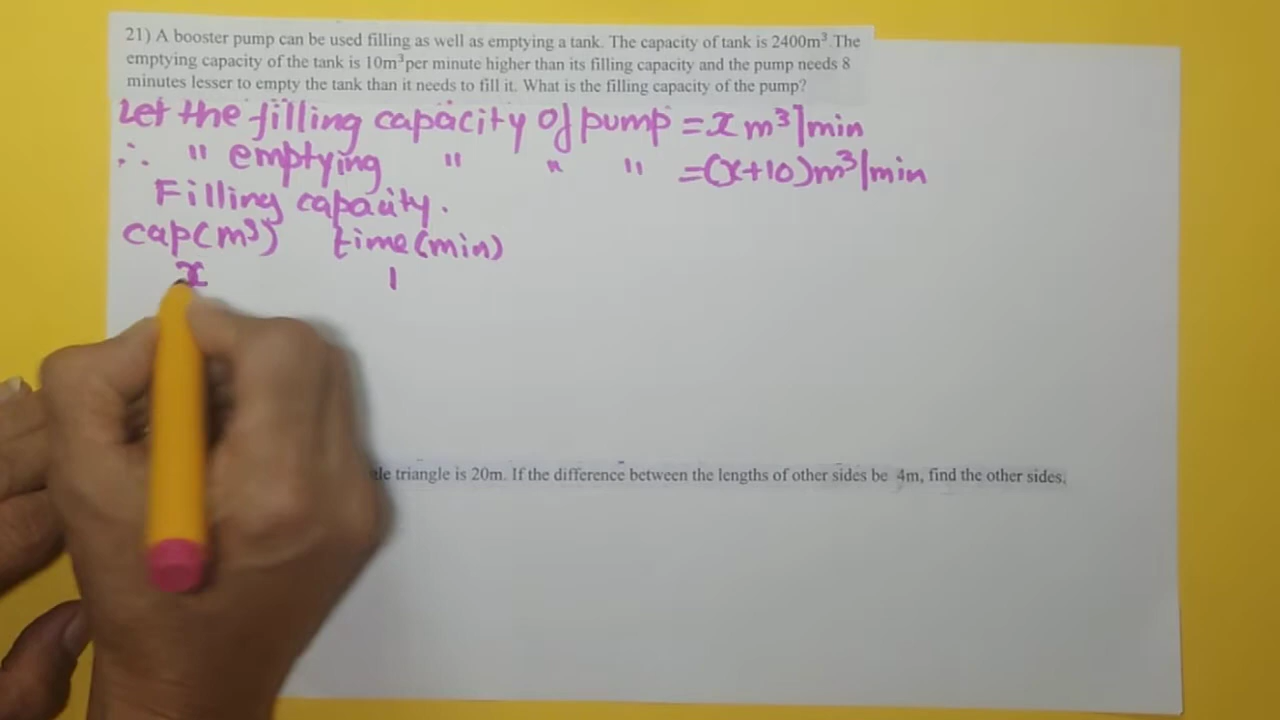 21) A booster pump can be used filling as well as emptying a tank. The capacity of tank is 2400m³.The
emptying capacity of the tank is 10m³per minute higher than its filling capacity and the pump needs 8
minutes lesser to empty the tank than it needs to fill it. What is the filling capacity of the pump?
Let the filling capacity of pump = x m³/min
∴ " emptying " " " =(x+10)m³/min
Filling capacity.
cap(m³) time(min)
x 1
triangle is 20m. If the difference between the lengths of other sides be 4m, find the other sides.